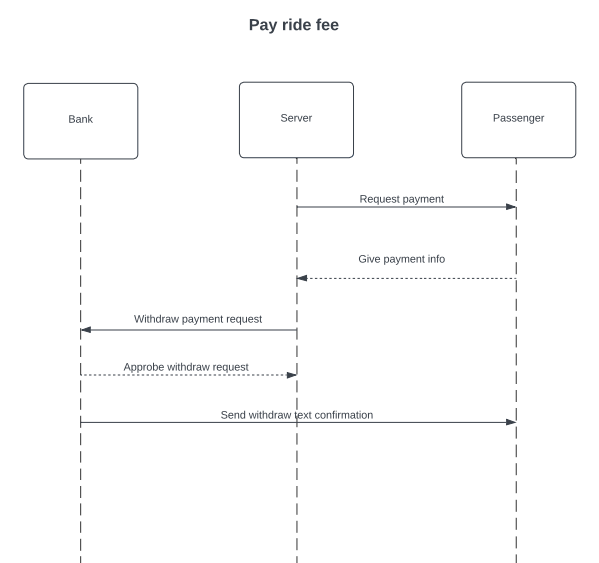 Pay ride fee
Bank
Server
Passenger
Request payment
Give payment info
Withdraw payment request
Approbe withdraw request
Send withdraw text confirmation